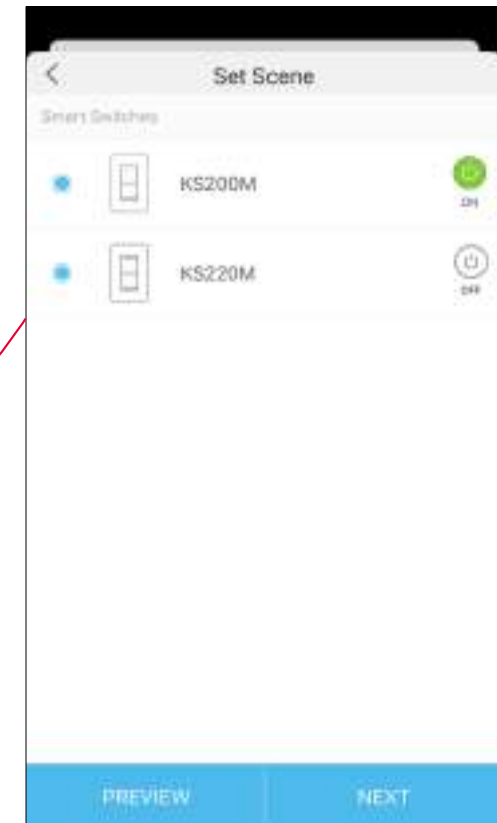 Set Scene
Smart Switches
KS200M
ON
KS220M
OFF
PREVIEW
NEXT